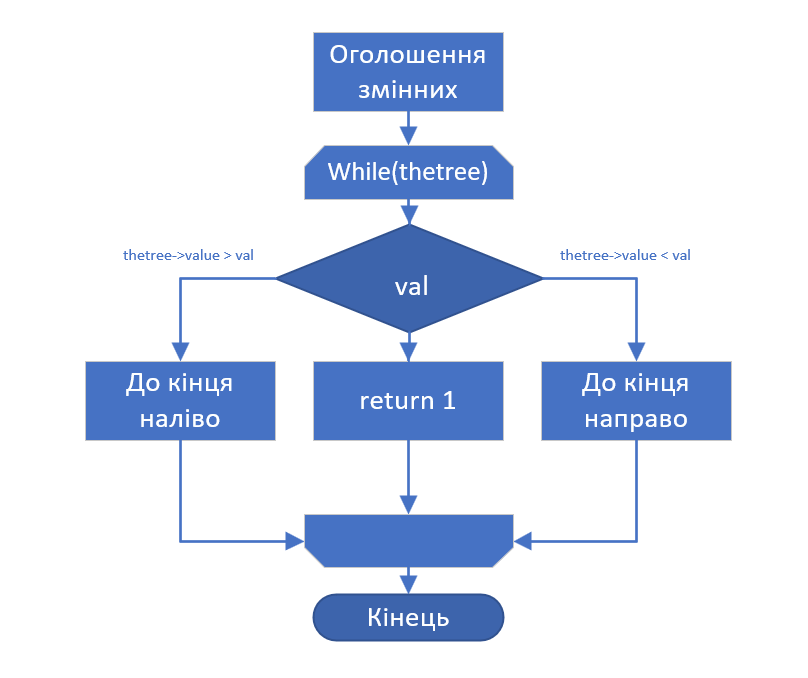 Оголошення
змінних
While(thetree)
thetree->value > val
thetree->value < val
val
До кінця
наліво
return 1
До кінця
направо
Кінець